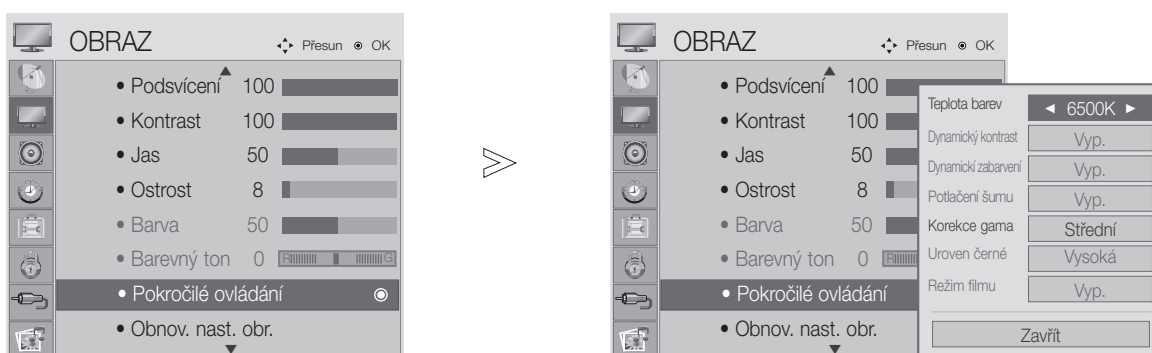 OBRAZ Přesun OK
• Podsvícení 100
• Kontrast 100
• Jas 50
• Ostrost 8
• Barva 50
• Barevný ton 0 R G
• Pokročilé ovládání
• Obnov. nast. obr.
>
OBRAZ Přesun OK
• Podsvícení 100
• Kontrast 100
• Jas 50
• Ostrost 8
• Barva 50
• Barevný ton 0 R
• Pokročilé ovládání
• Obnov. nast. obr.
Teplota barev ◄ 6500K ►
Dynamický kontrast Vyp.
Dynamickí zabarvení Vyp.
Potlačení šumu Vyp.
Korekce gama Střední
Uroven černé Vysoká
Režim filmu Vyp.
Zavřít